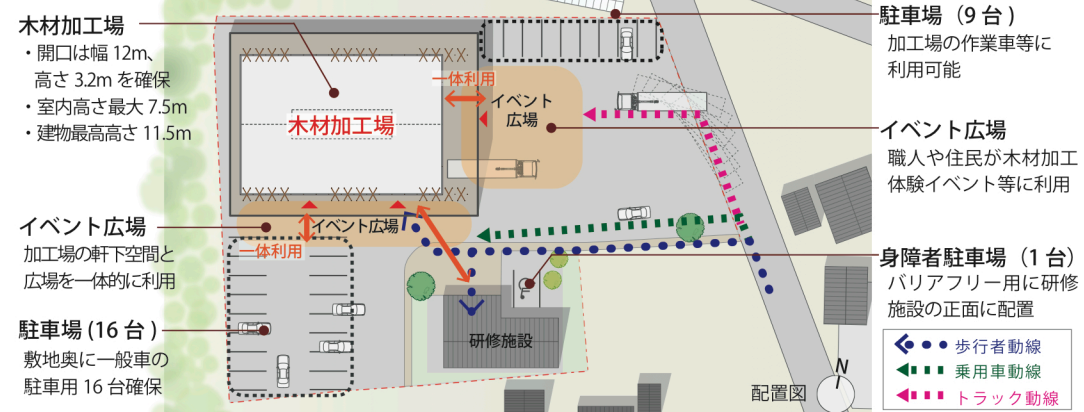 木材加工場
・開口は幅 12m、
高さ 3.2m を確保
・室内高さ最大 7.5m
・建物最高高さ 11.5m
イベント広場
加工場の軒下空間と
広場を一体的に利用
駐車場 (16 台 )
敷地奥に一般車の
駐車用 16 台確保
木材加工場
一体利用
イベント
広場
イベント広場
一体利用
研修施設
配置図
N
駐車場（9 台 )
加工場の作業車等に
利用可能
イベント広場
職人や住民が木材加工
体験イベント等に利用
身障者駐車場（1 台）
バリアフリー用に研修
施設の正面に配置
歩行者動線
乗用車動線
トラック動線